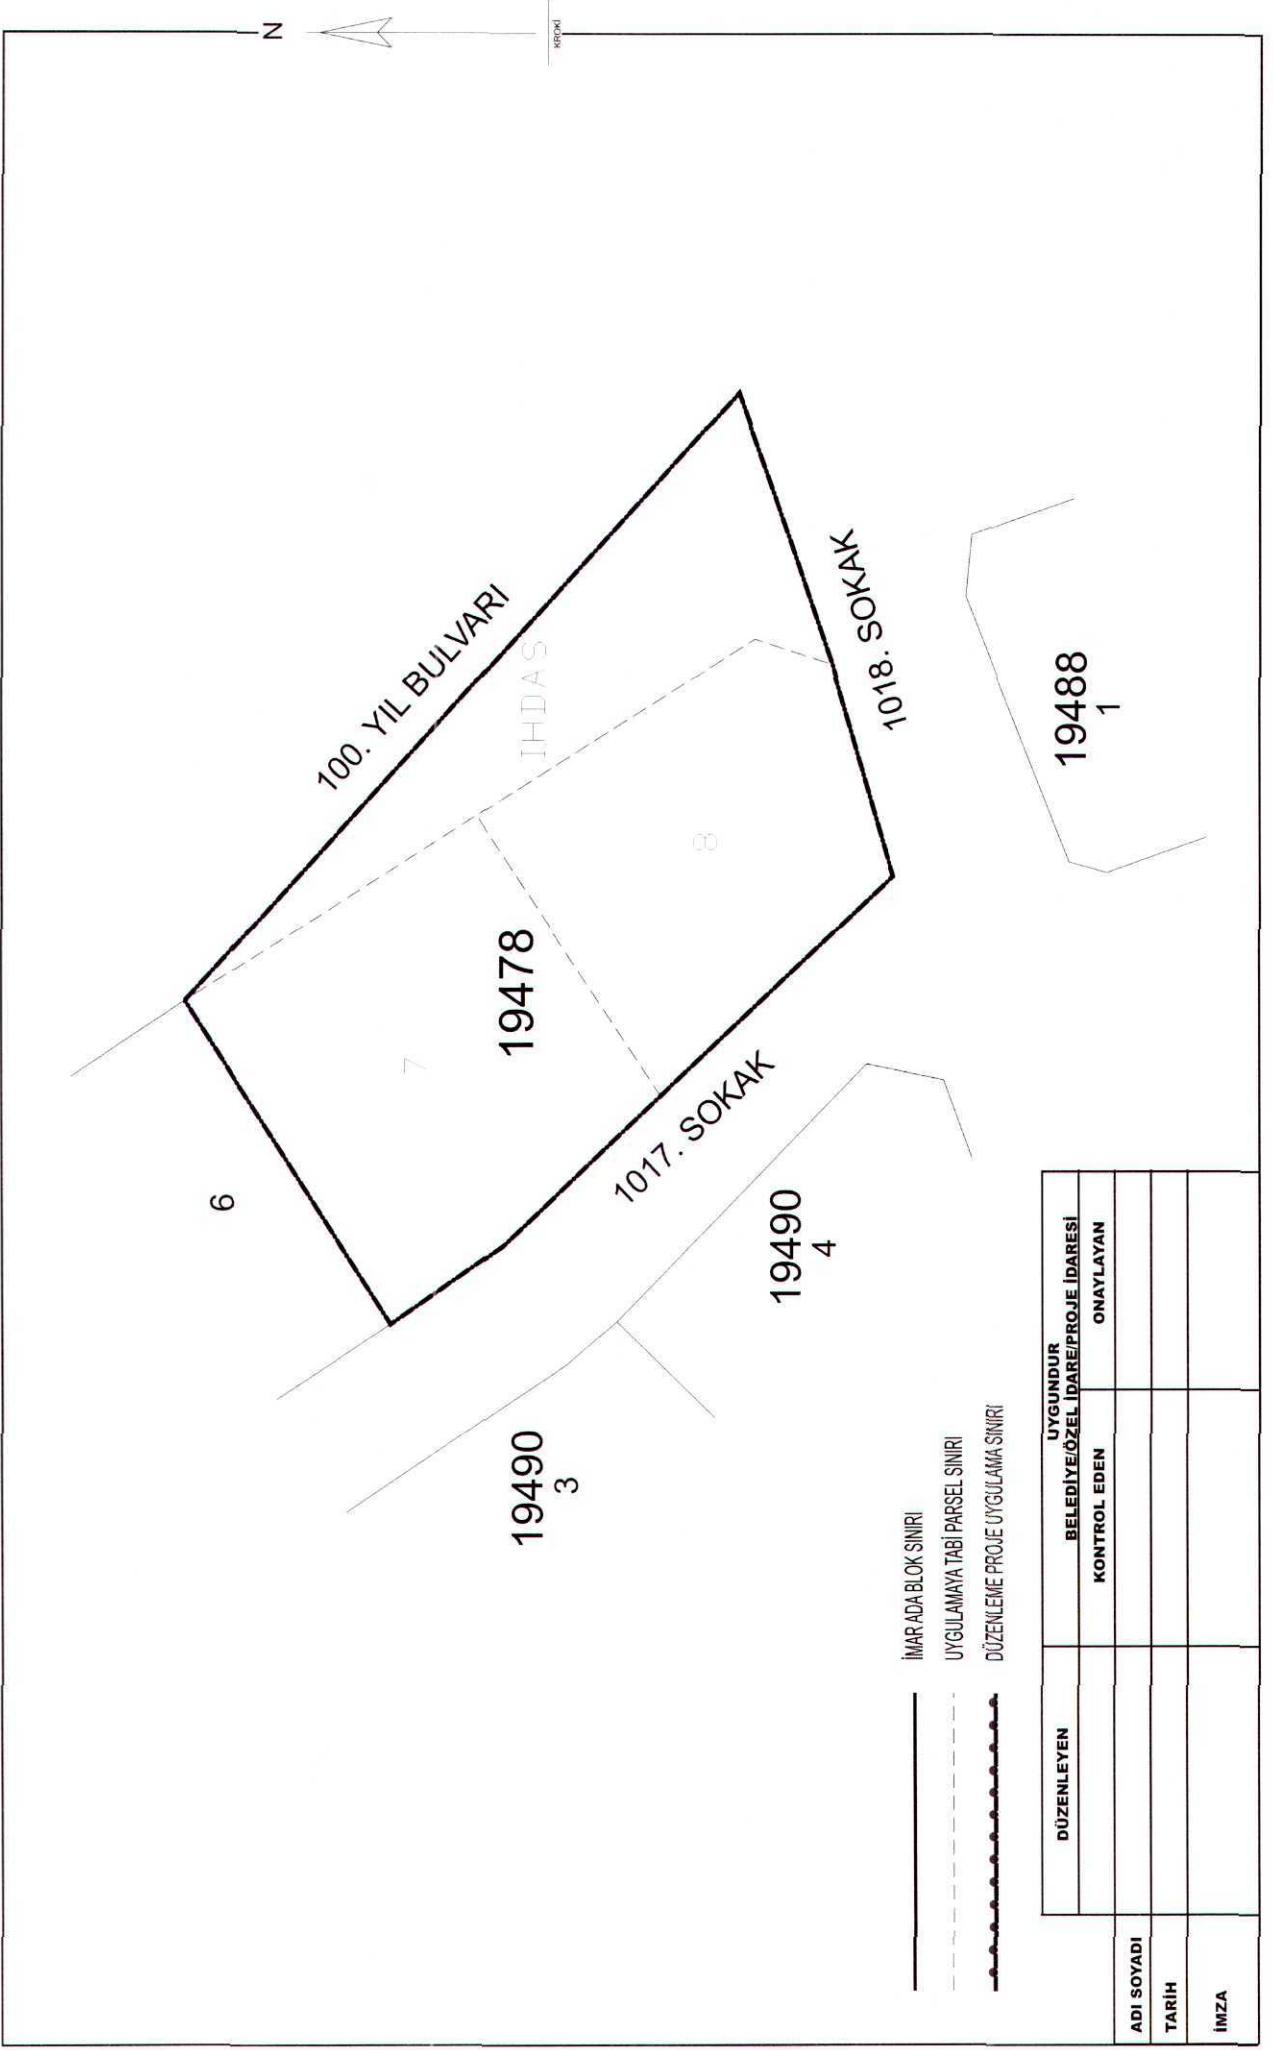 N
KROKİ
100. YIL BULVARI
IHDAS
1018. SOKAK
8
19478
7
1017. SOKAK
6
19488
1
19490
4
19490
3
İMAR ADA BLOK SINIRI
UYGULAMAYA TABİ PARSEL SINIRI
DÜZENLEME PROJE UYGULAMA SINIRI
DÜZENLEYEN
UYGUNDUR
BELEDİYE/ÖZEL İDARE/PROJE İDARESİ
KONTROL EDEN
ONAYLAYAN
ADI SOYADI
TARİH
İMZA